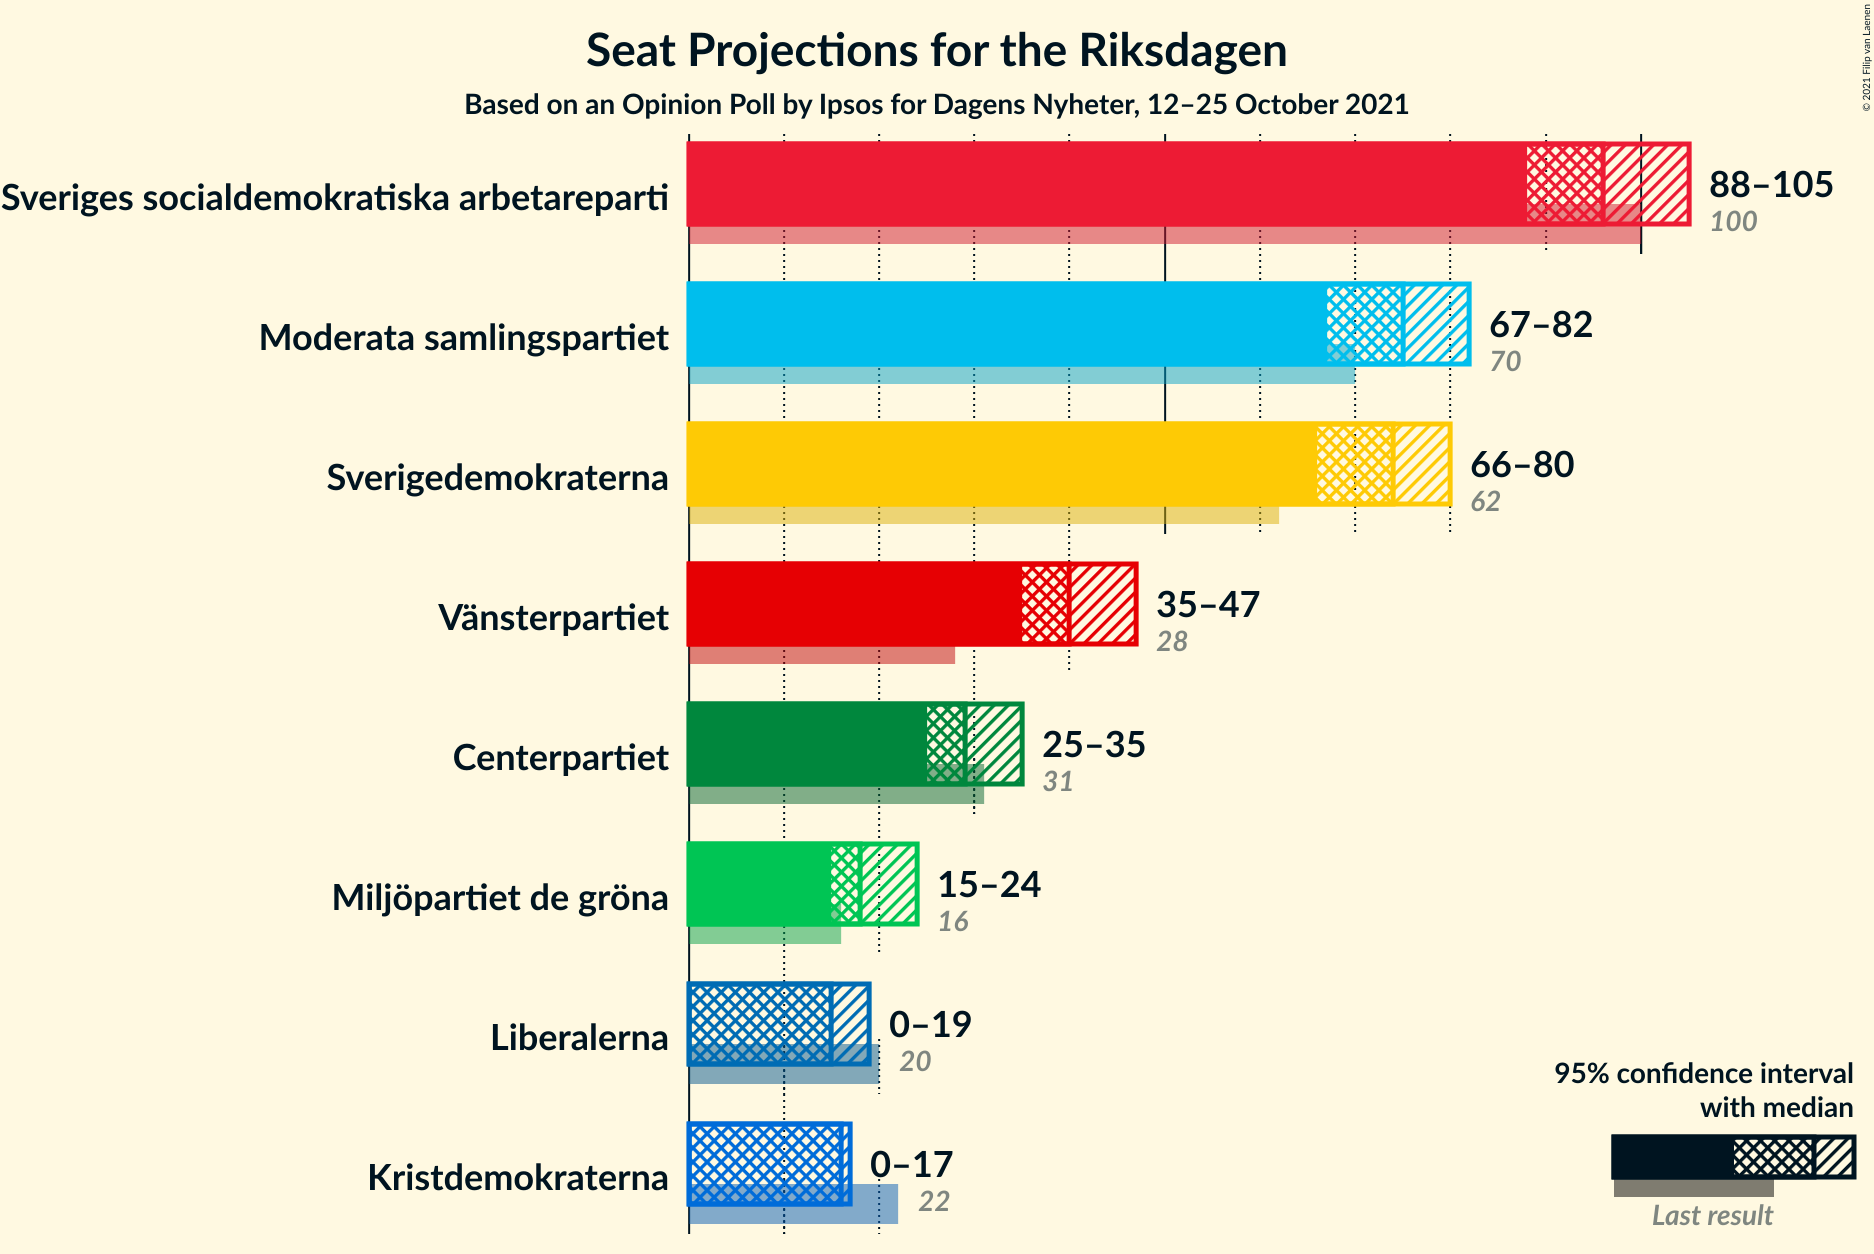 Seat Projections for the Riksdagen
Based on an Opinion Poll by Ipsos for Dagens Nyheter, 12–25 October 2021
© 2021 Filip van Laenen
Sveriges socialdemokratiska arbetareparti
88–105
100
Moderata samlingspartiet
67–82
70
Sverigedemokraterna
66–80
62
Vänsterpartiet
35–47
28
Centerpartiet
25–35
31
Miljöpartiet de gröna
15–24
16
Liberalerna
0–19
20
Kristdemokraterna
0–17
22
95% confidence interval
with median
Last result